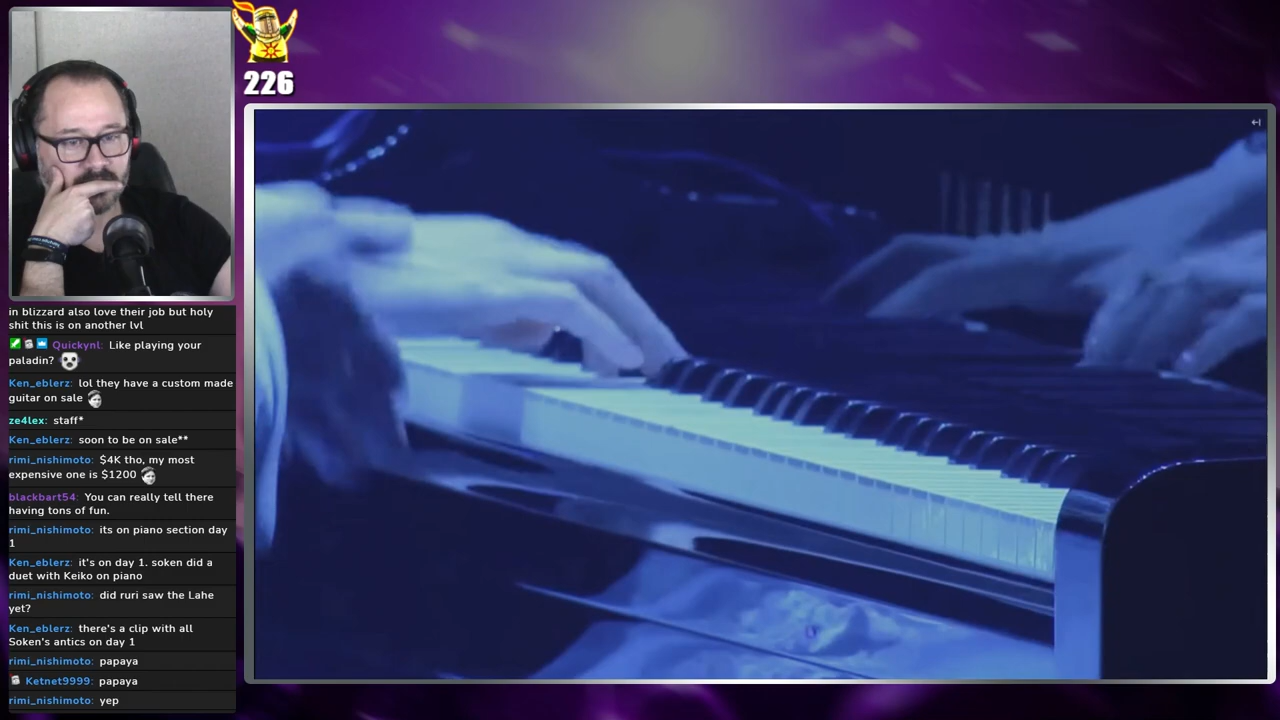 226
in blizzard also love their job but holy
shit this is on another lvl
Quickynl: Like playing your
paladin?
Ken_eblerz: lol they have a custom made
guitar on sale
ze4lex: staff*
Ken_eblerz: soon to be on sale**
rimi_nishimoto: $4K tho, my most
expensive one is $1200
blackbart54: You can really tell there
having tons of fun.
rimi_nishimoto: its on piano section day
1
Ken_eblerz: it's on day 1. soken did a
duet with Keiko on piano
rimi_nishimoto: did ruri saw the Lahe
yet?
Ken_eblerz: there's a clip with all
Soken's antics on day 1
rimi_nishimoto: papaya
Ketnet9999: papaya
rimi_nishimoto: yep